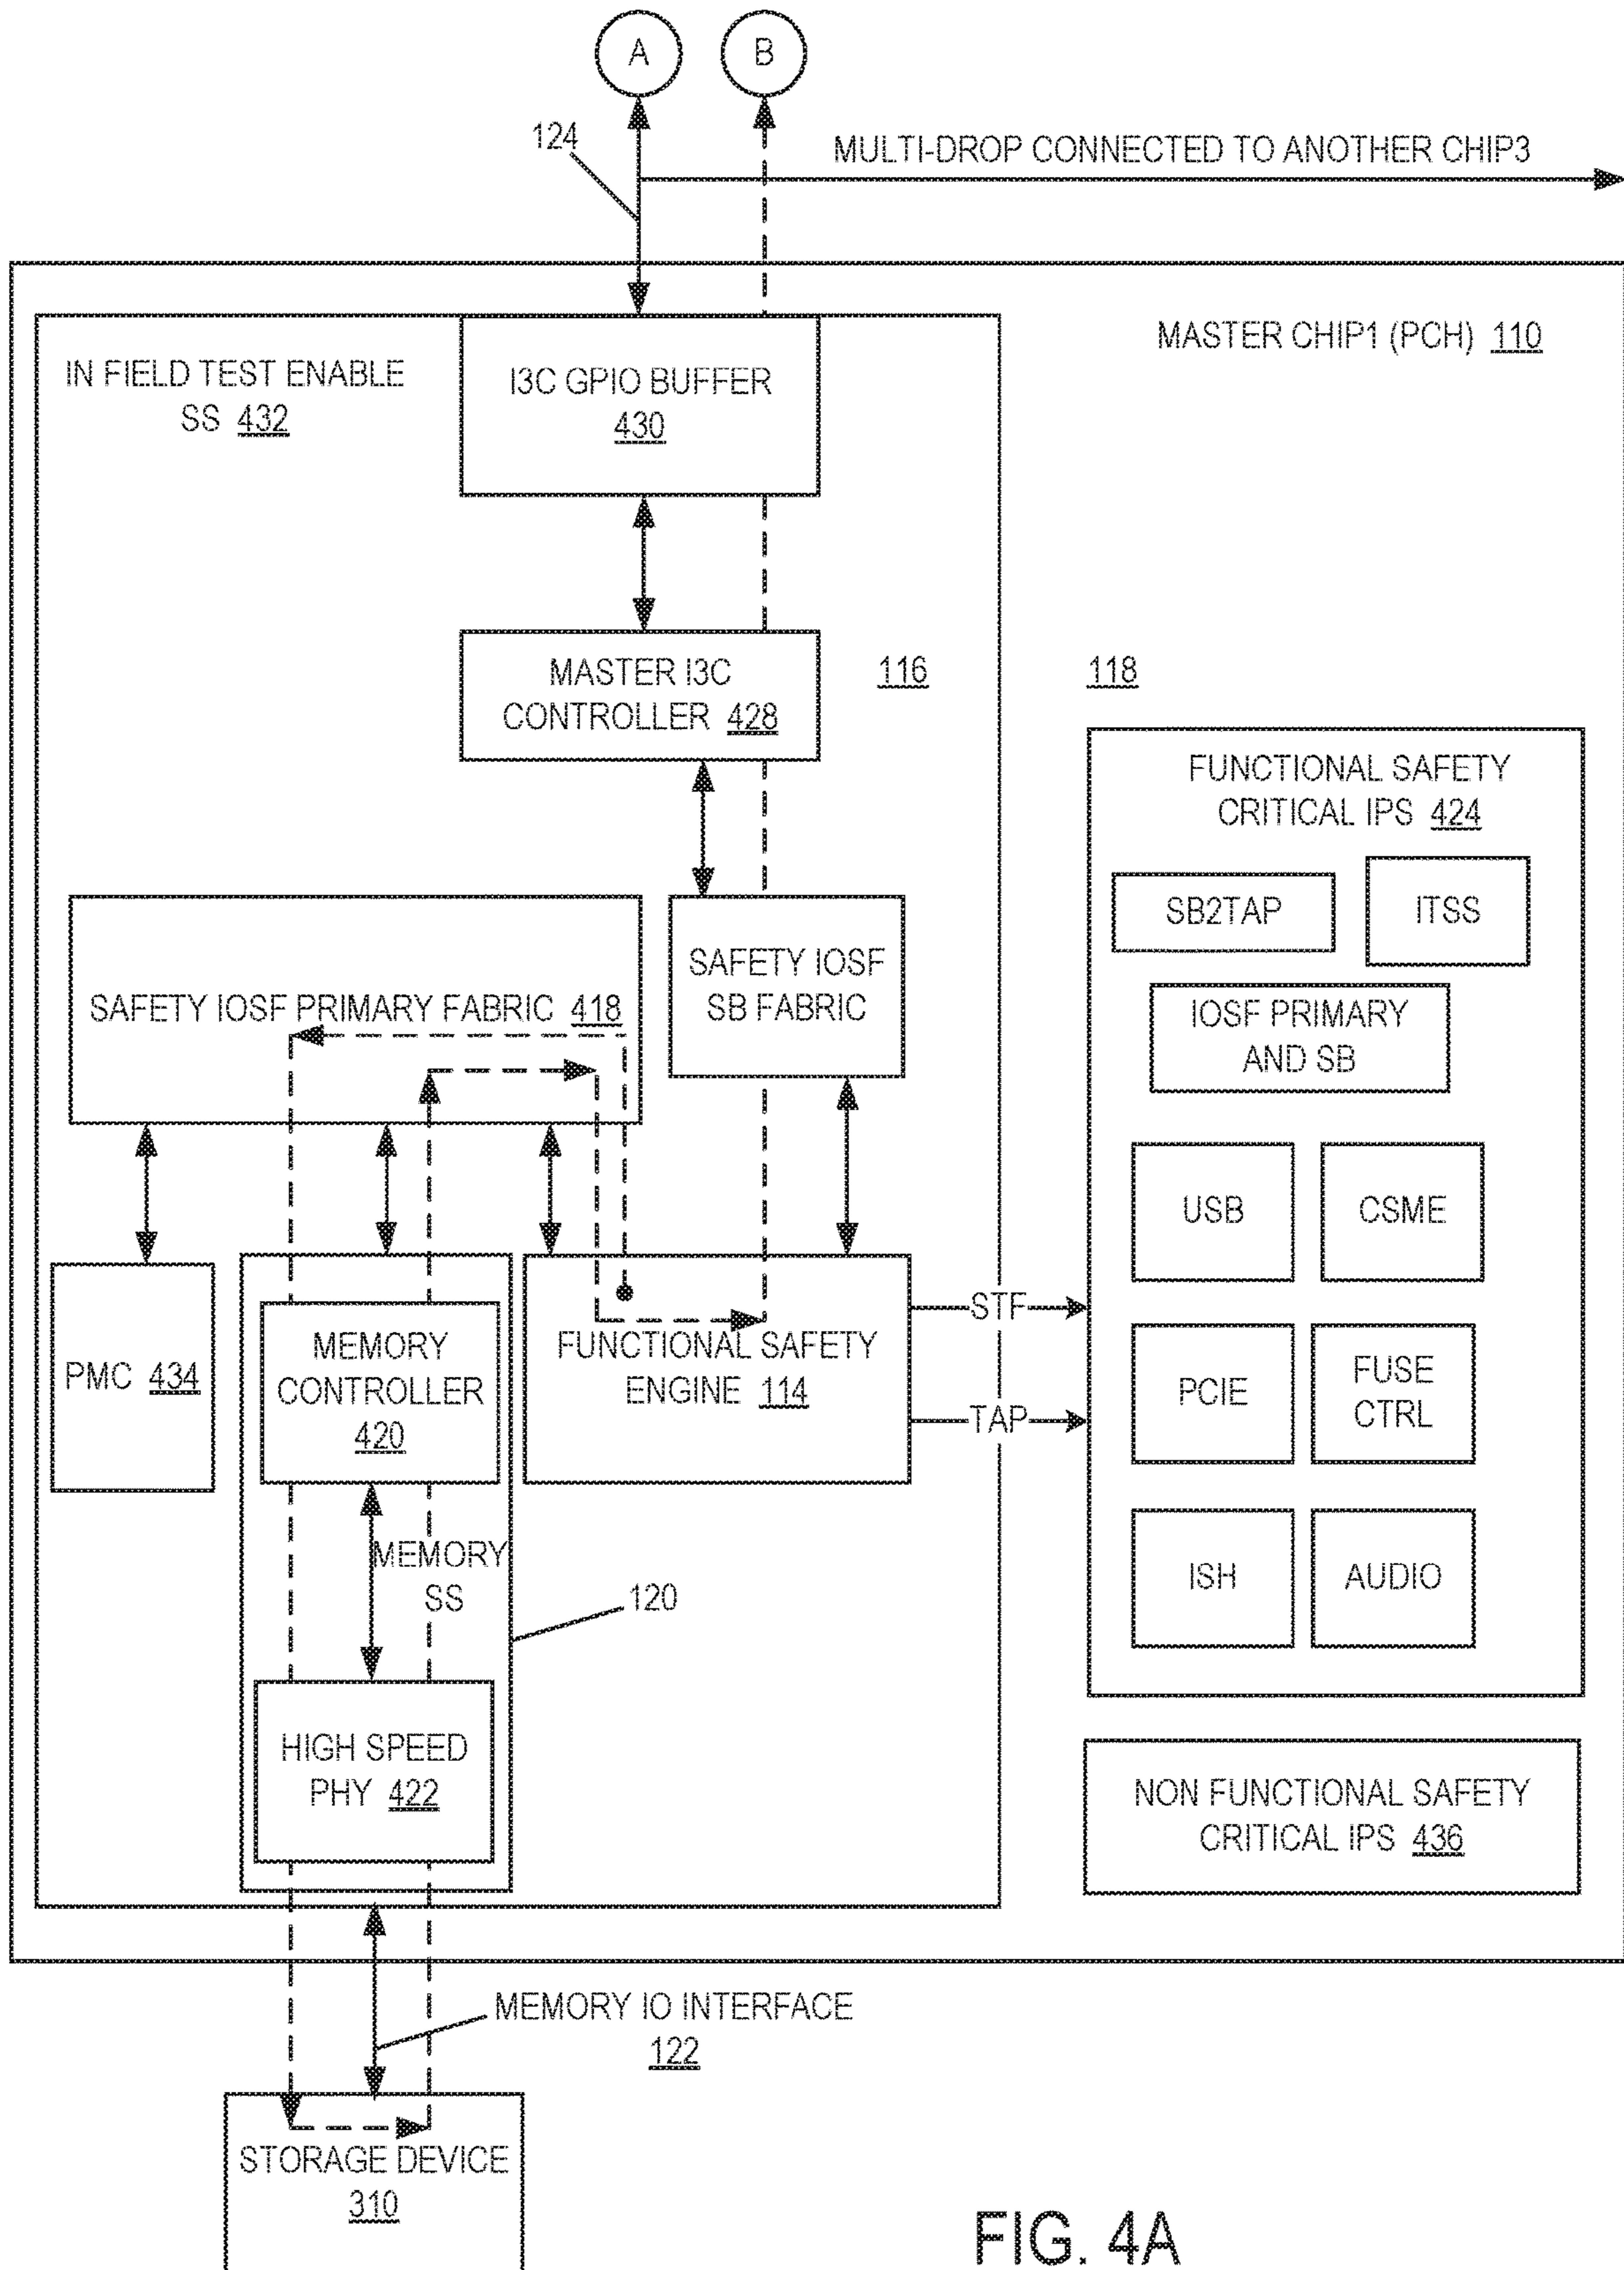 A
B
124
MULTI-DROP CONNECTED TO ANOTHER CHIP3
MASTER CHIP1 (PCH) 110
IN FIELD TEST ENABLE
SS 432
I3C GPIO BUFFER
430
MASTER I3C
CONTROLLER 428
116
118
FUNCTIONAL SAFETY
CRITICAL IPS 424
SB2TAP
ITSS
IOSF PRIMARY
AND SB
USB
CSME
PCIE
FUSE
CTRL
ISH
AUDIO
SAFETY IOSF PRIMARY FABRIC 418
SAFETY IOSF
SB FABRIC
PMC 434
MEMORY
CONTROLLER
420
FUNCTIONAL SAFETY
ENGINE 114
STF
TAP
MEMORY
SS
120
HIGH SPEED
PHY 422
NON FUNCTIONAL SAFETY
CRITICAL IPS 436
MEMORY IO INTERFACE
122
STORAGE DEVICE
310
FIG. 4A